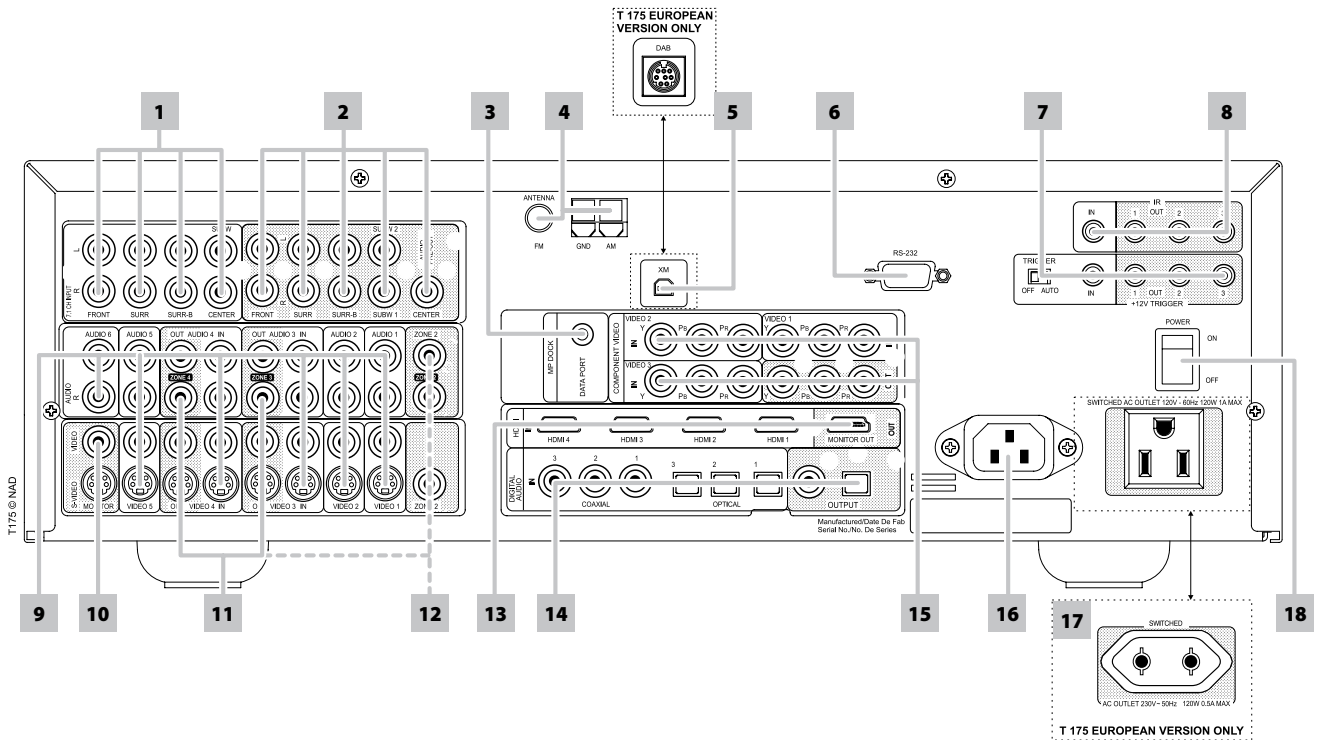 T 175 EUROPEAN
VERSION ONLY
DAB
1 2 3 4 5 6 7 8
ANTENNA
FM GND AM
XM
RS-232
IR
IN 1 OUT 2 3
TRIGGER
OFF AUTO IN 1 OUT 2 3
+12V TRIGGER
POWER
ON
OFF
L SUBW L SUBW 2
7.1 CH INPUT R R
FRONT SURR SURR-B CENTER FRONT SURR SURR-B SUBW 1 CENTER
AUDIO 6 AUDIO 5 OUT AUDIO 4 IN OUT AUDIO 3 IN AUDIO 2 AUDIO 1 ZONE 2
ZONE 4 ZONE 3
AUDIO R
VIDEO
S-VIDEO MONITOR VIDEO 5 VIDEO 4 IN VIDEO 3 IN VIDEO 2 VIDEO 1 ZONE 2
MP DOCK
DATA PORT
COMPONENT VIDEO
VIDEO 2 VIDEO 1
IN Y PB PR Y PB PR
VIDEO 3
IN Y PB PR Y PB PR
HDMI 4 HDMI 3 HDMI 2 HDMI 1 MONITOR OUT OUT
DIGITAL AUDIO IN
3 2 1 3 2 1
COAXIAL OPTICAL OUTPUT
Manufactured/Date De Fab
Serial No./No. De Series
SWITCHED AC OUTLET 120V - 60Hz 120W 1A MAX
T175 © NAD
9 10 11 12 13 14 15 16 17 18
SWITCHED
AC OUTLET 230V~ 50Hz 120W 0.5A MAX
T 175 EUROPEAN VERSION ONLY